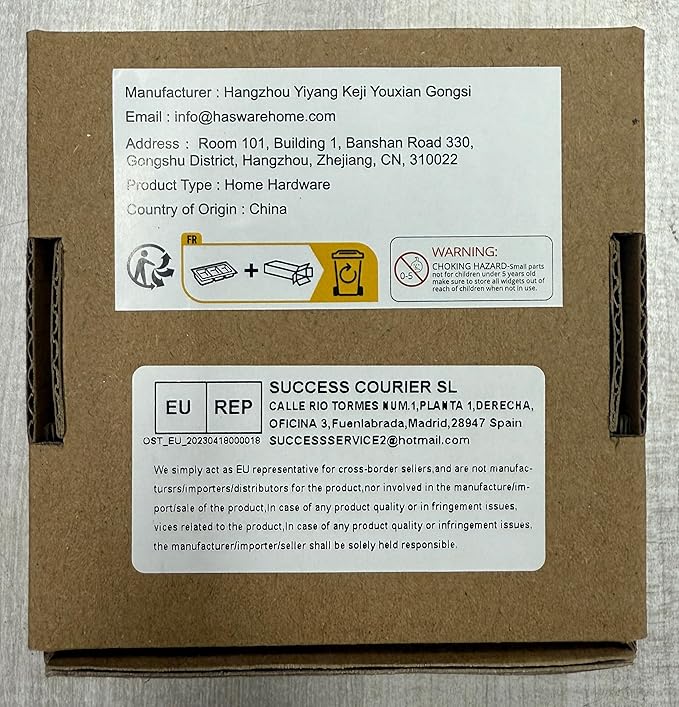 Manufacturer : Hangzhou Yiyang Keji Youxian Gongsi
Email : info@haswarehome.com
Address : Room 101, Building 1, Banshan Road 330,
Gongshu District, Hangzhou, Zhejiang, CN, 310022
Product Type : Home Hardware
Country of Origin : China
FR
+
0-5
WARNING:
CHOKING HAZARD-Small parts
not for children under 5 years old
make sure to store all widgets out of
reach of children when not in use.
EU REP
OST_EU_20230418000018
SUCCESS COURIER SL
CALLE RIO TORMES NUM.1,PLANTA 1,DERECHA,
OFICINA 3,Fuenlabrada,Madrid,28947 Spain
SUCCESSSERVICE2@hotmail.com
We simply act as EU representative for cross-border sellers,and are not manufac-
tursrs/importers/distributors for the product,nor involved in the manufacture/im-
port/sale of the product,In case of any product quality or in fringement issues,
vices related to the product,In case of any product quality or infringement issues,
the manufacturer/importer/seller shall be solely held responsible.